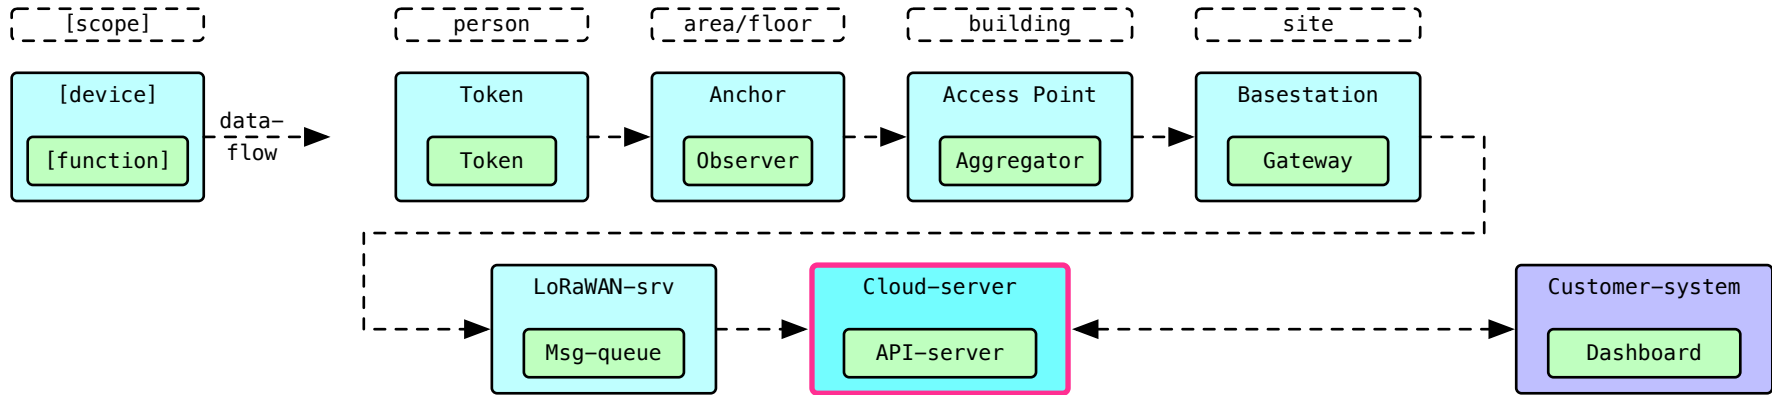 [scope]
person
area/floor
building
site
[device]
[function]
data–
flow
Token
Token
Anchor
Observer
Access Point
Aggregator
Basestation
Gateway
LoRaWAN–srv
Msg–queue
Cloud–server
API–server
Customer–system
Dashboard